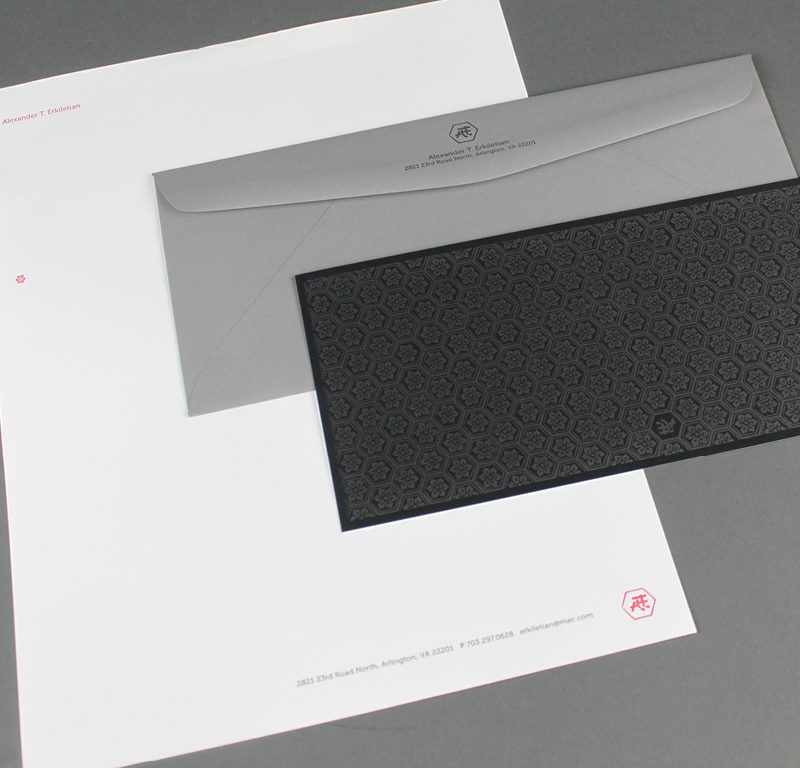 Alexander T. Erkiletian
Alexander T. Erkiletian
2821 23rd Road North, Arlington, VA 22201
2821 23rd Road North, Arlington, VA 22201 P 703.297.0628 erkiletian@mac.com